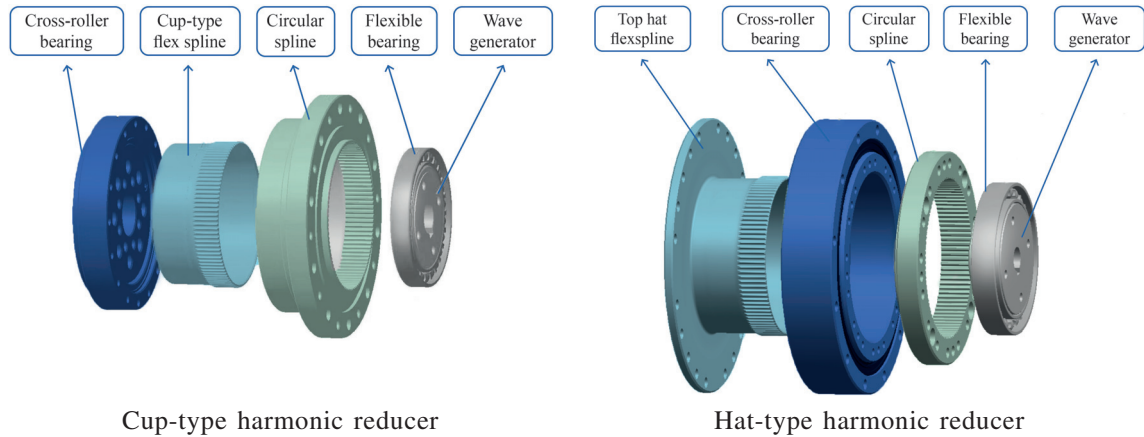 Cross-roller
bearing
Cup-type
flex spline
Circular
spline
Flexible
bearing
Wave
generator
Top hat
flexspline
Cross-roller
bearing
Circular
spline
Flexible
bearing
Wave
generator
Cup-type harmonic reducer
Hat-type harmonic reducer